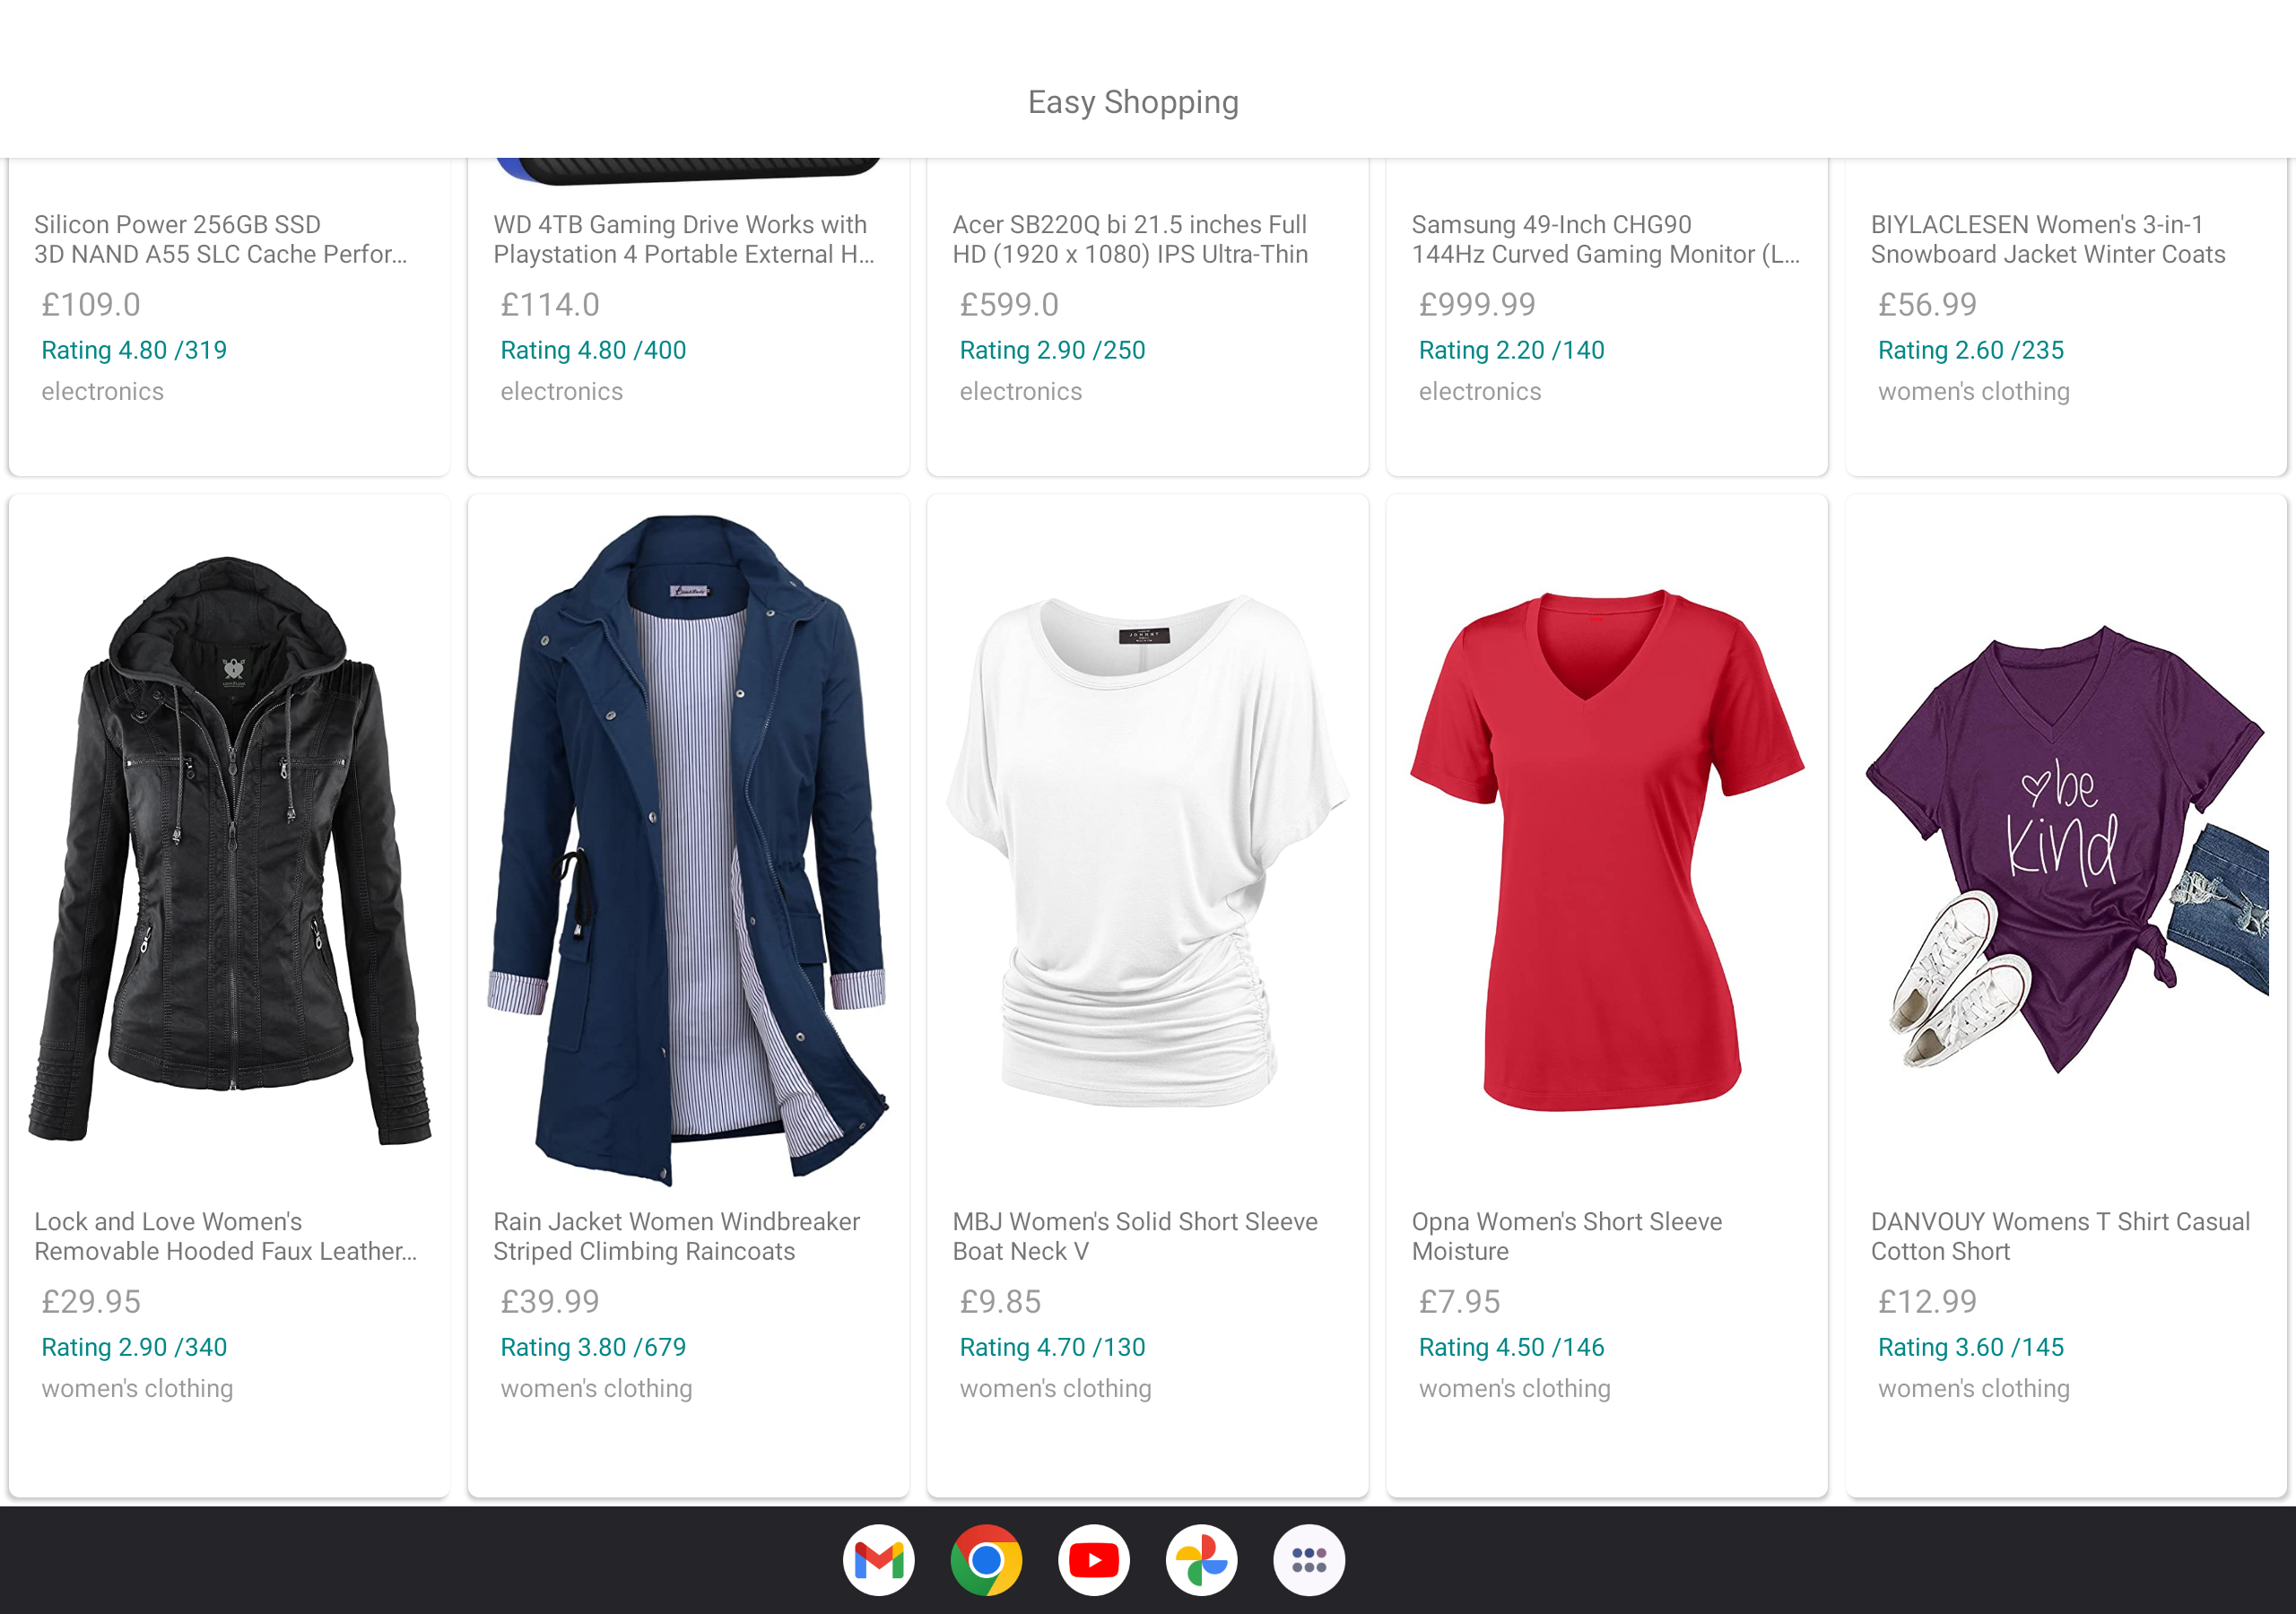 Easy Shopping
Silicon Power 256GB SSD
3D NAND A55 SLC Cache Perfor...
£109.0
Rating 4.80 /319
electronics
WD 4TB Gaming Drive Works with
Playstation 4 Portable External H...
£114.0
Rating 4.80 /400
electronics
Acer SB220Q bi 21.5 inches Full
HD (1920 x 1080) IPS Ultra-Thin
£599.0
Rating 2.90 /250
electronics
Samsung 49-Inch CHG90
144Hz Curved Gaming Monitor (L...
£999.99
Rating 2.20 /140
electronics
BIYLACLESEN Women's 3-in-1
Snowboard Jacket Winter Coats
£56.99
Rating 2.60 /235
women's clothing
Lock and Love Women's
Removable Hooded Faux Leather...
£29.95
Rating 2.90 /340
women's clothing
Rain Jacket Women Windbreaker
Striped Climbing Raincoats
£39.99
Rating 3.80 /679
women's clothing
JOHNNY
MBJ Women's Solid Short Sleeve
Boat Neck V
£9.85
Rating 4.70 /130
women's clothing
Opna Women's Short Sleeve
Moisture
£7.95
Rating 4.50 /146
women's clothing
be
kind
DANVOUY Womens T Shirt Casual
Cotton Short
£12.99
Rating 3.60 /145
women's clothing